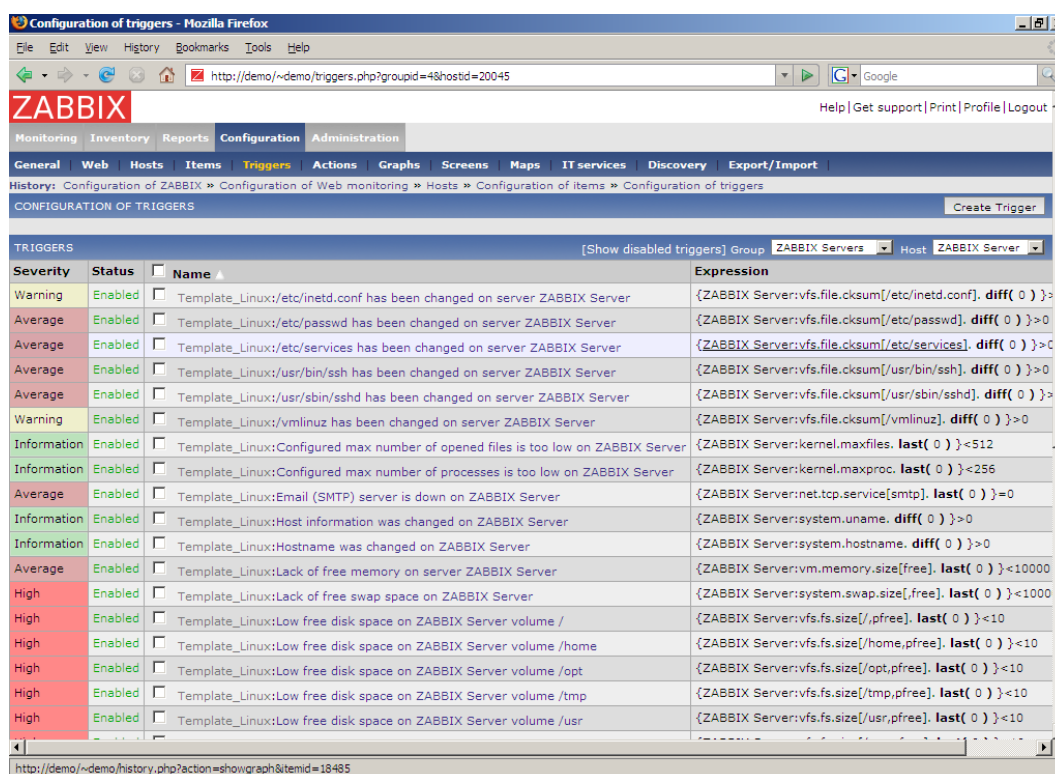 Configuration of triggers - Mozilla Firefox
File Edit View History Bookmarks Tools Help
http://demo/~demo/triggers.php?groupid=4&hostid=20045 G Google
ZABBIX Help|Get support|Print|Profile|Logout
Monitoring Inventory Reports Configuration Administration
General | Web | Hosts | Items | Triggers | Actions | Graphs | Screens | Maps | IT services | Discovery | Export/Import |
History: Configuration of ZABBIX » Configuration of Web monitoring » Hosts » Configuration of items » Configuration of triggers
CONFIGURATION OF TRIGGERS Create Trigger
TRIGGERS [Show disabled triggers] Group ZABBIX Servers Host ZABBIX Server
Severity Status Name Expression
Warning Enabled Template_Linux:/etc/inetd.conf has been changed on server ZABBIX Server {ZABBIX Server:vfs.file.cksum[/etc/inetd.conf]. diff( 0 ) }>
Average Enabled Template_Linux:/etc/passwd has been changed on server ZABBIX Server {ZABBIX Server:vfs.file.cksum[/etc/passwd]. diff( 0 ) }>0
Average Enabled Template_Linux:/etc/services has been changed on server ZABBIX Server {ZABBIX Server:vfs.file.cksum[/etc/services]. diff( 0 ) }>0
Average Enabled Template_Linux:/usr/bin/ssh has been changed on server ZABBIX Server {ZABBIX Server:vfs.file.cksum[/usr/bin/ssh]. diff( 0 ) }>0
Average Enabled Template_Linux:/usr/sbin/sshd has been changed on server ZABBIX Server {ZABBIX Server:vfs.file.cksum[/usr/sbin/sshd]. diff( 0 ) }>
Warning Enabled Template_Linux:/vmlinuz has been changed on server ZABBIX Server {ZABBIX Server:vfs.file.cksum[/vmlinuz]. diff( 0 ) }>0
Information Enabled Template_Linux:Configured max number of opened files is too low on ZABBIX Server {ZABBIX Server:kernel.maxfiles. last( 0 ) }<512
Information Enabled Template_Linux:Configured max number of processes is too low on ZABBIX Server {ZABBIX Server:kernel.maxproc. last( 0 ) }<256
Average Enabled Template_Linux:Email (SMTP) server is down on ZABBIX Server {ZABBIX Server:net.tcp.service[smtp]. last( 0 ) }=0
Information Enabled Template_Linux:Host information was changed on ZABBIX Server {ZABBIX Server:system.uname. diff( 0 ) }>0
Information Enabled Template_Linux:Hostname was changed on ZABBIX Server {ZABBIX Server:system.hostname. diff( 0 ) }>0
Average Enabled Template_Linux:Lack of free memory on server ZABBIX Server {ZABBIX Server:vm.memory.size[free]. last( 0 ) }<10000
High Enabled Template_Linux:Lack of free swap space on ZABBIX Server {ZABBIX Server:system.swap.size[,free]. last( 0 ) }<1000
High Enabled Template_Linux:Low free disk space on ZABBIX Server volume / {ZABBIX Server:vfs.fs.size[/,pfree]. last( 0 ) }<10
High Enabled Template_Linux:Low free disk space on ZABBIX Server volume /home {ZABBIX Server:vfs.fs.size[/home,pfree]. last( 0 ) }<10
High Enabled Template_Linux:Low free disk space on ZABBIX Server volume /opt {ZABBIX Server:vfs.fs.size[/opt,pfree]. last( 0 ) }<10
High Enabled Template_Linux:Low free disk space on ZABBIX Server volume /tmp {ZABBIX Server:vfs.fs.size[/tmp,pfree]. last( 0 ) }<10
High Enabled Template_Linux:Low free disk space on ZABBIX Server volume /usr {ZABBIX Server:vfs.fs.size[/usr,pfree]. last( 0 ) }<10
http://demo/~demo/history.php?action=showgraph&itemid=18485